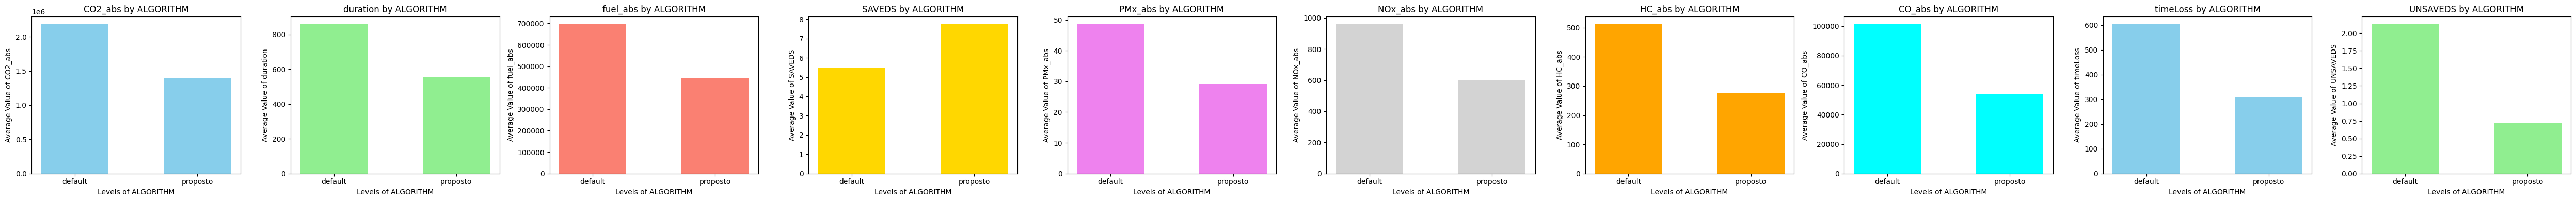 CO2_abs by ALGORITHM
1e6
Average Value of CO2_abs
2.0
1.5
1.0
0.5
0.0
default
proposto
Levels of ALGORITHM
duration by ALGORITHM
Average Value of duration
800
600
400
200
0
default
proposto
Levels of ALGORITHM
fuel_abs by ALGORITHM
Average Value of fuel_abs
700000
600000
500000
400000
300000
200000
100000
0
default
proposto
Levels of ALGORITHM
SAVEDS by ALGORITHM
Average Value of SAVEDS
8
7
6
5
4
3
2
1
0
default
proposto
Levels of ALGORITHM
PMx_abs by ALGORITHM
Average Value of PMx_abs
50
40
30
20
10
0
default
proposto
Levels of ALGORITHM
NOx_abs by ALGORITHM
Average Value of NOx_abs
1000
800
600
400
200
0
default
proposto
Levels of ALGORITHM
HC_abs by ALGORITHM
Average Value of HC_abs
500
400
300
200
100
0
default
proposto
Levels of ALGORITHM
CO_abs by ALGORITHM
Average Value of CO_abs
100000
80000
60000
40000
20000
0
default
proposto
Levels of ALGORITHM
timeLoss by ALGORITHM
Average Value of timeLoss
600
500
400
300
200
100
0
default
proposto
Levels of ALGORITHM
UNSAVEDS by ALGORITHM
Average Value of UNSAVEDS
2.00
1.75
1.50
1.25
1.00
0.75
0.50
0.25
0.00
default
proposto
Levels of ALGORITHM